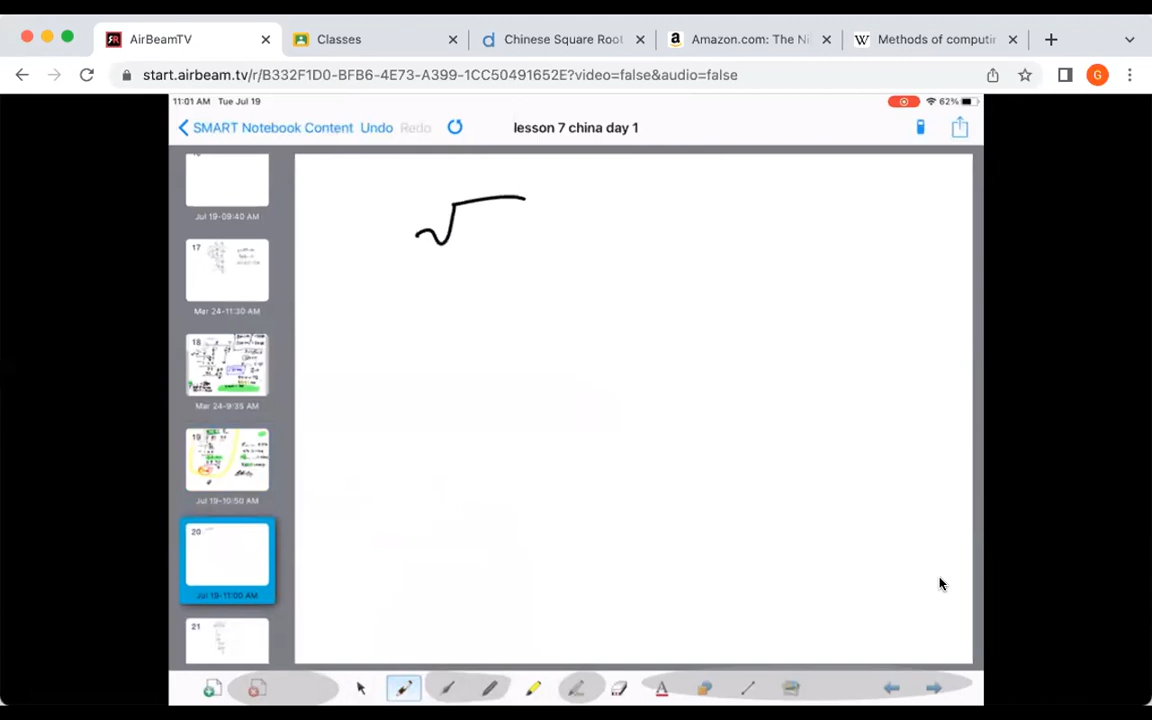 AirBeamTV
Classes
Chinese Square Root
Amazon.com: The Ni
Methods of computin
start.airbeam.tv/r/B332F1D0-BFB6-4E73-A399-1CC50491652E?video=false&audio=false
G
11:01 AM Tue Jul 19
62%
SMART Notebook Content Undo Redo
lesson 7 china day 1
√
Jul 19-09:40 AM
17
Mar 24-11:30 AM
18
Mar 24-9:35 AM
19
Jul 19-10:50 AM
20
Jul 19-11:00 AM
21